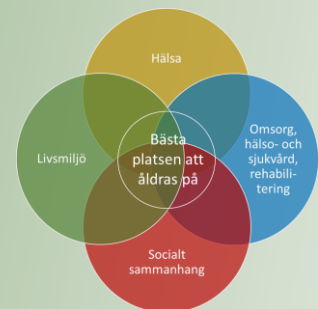 Hälsa
Livsmiljö
Bästa
platsen att
åldras på
Omsorg,
hälso- och
sjukvård,
rehabili-
tering
Socialt
sammanhang